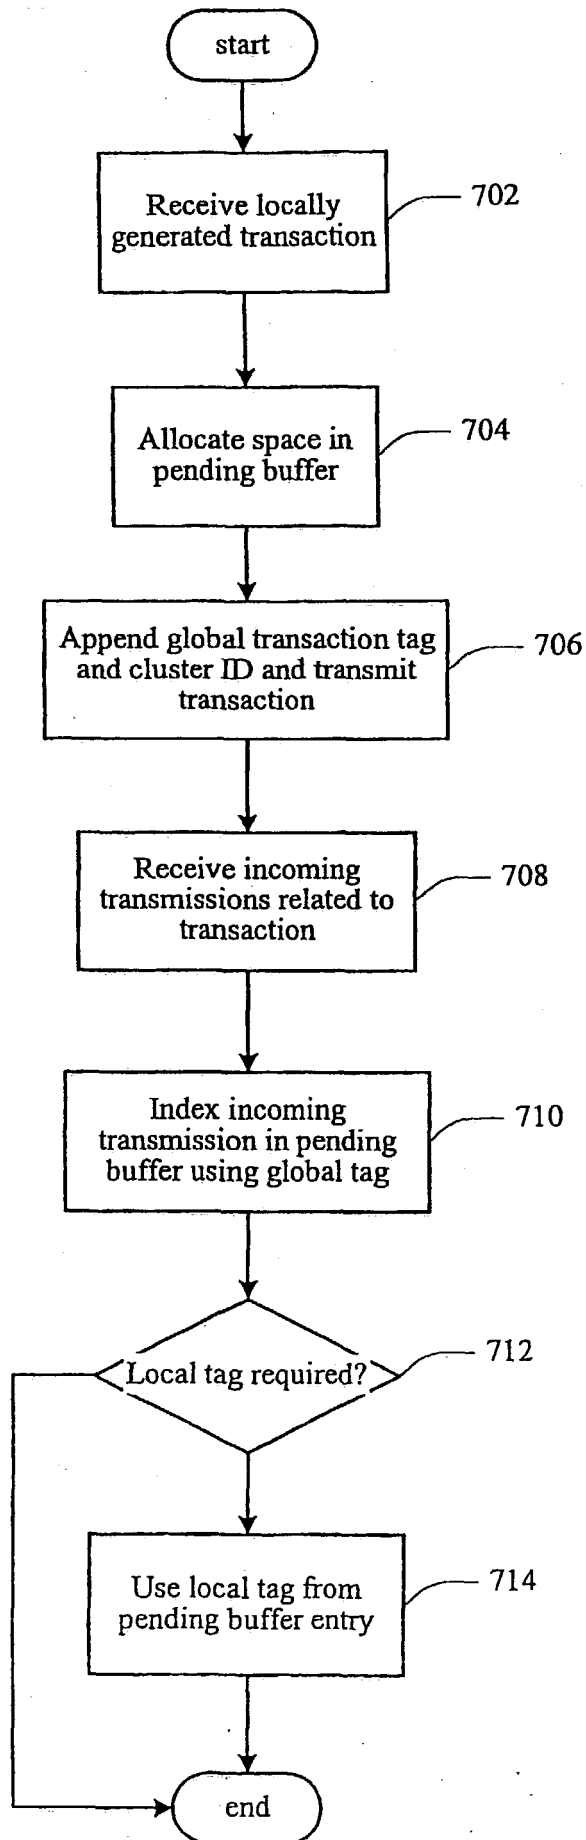 start
Receive locally
generated transaction
702
Allocate space in
pending buffer
704
Append global transaction tag
and cluster ID and transmit
transaction
706
Receive incoming
transmissions related to
transaction
708
Index incoming
transmission in pending
buffer using global tag
710
Local tag required?
712
Use local tag from
pending buffer entry
714
end